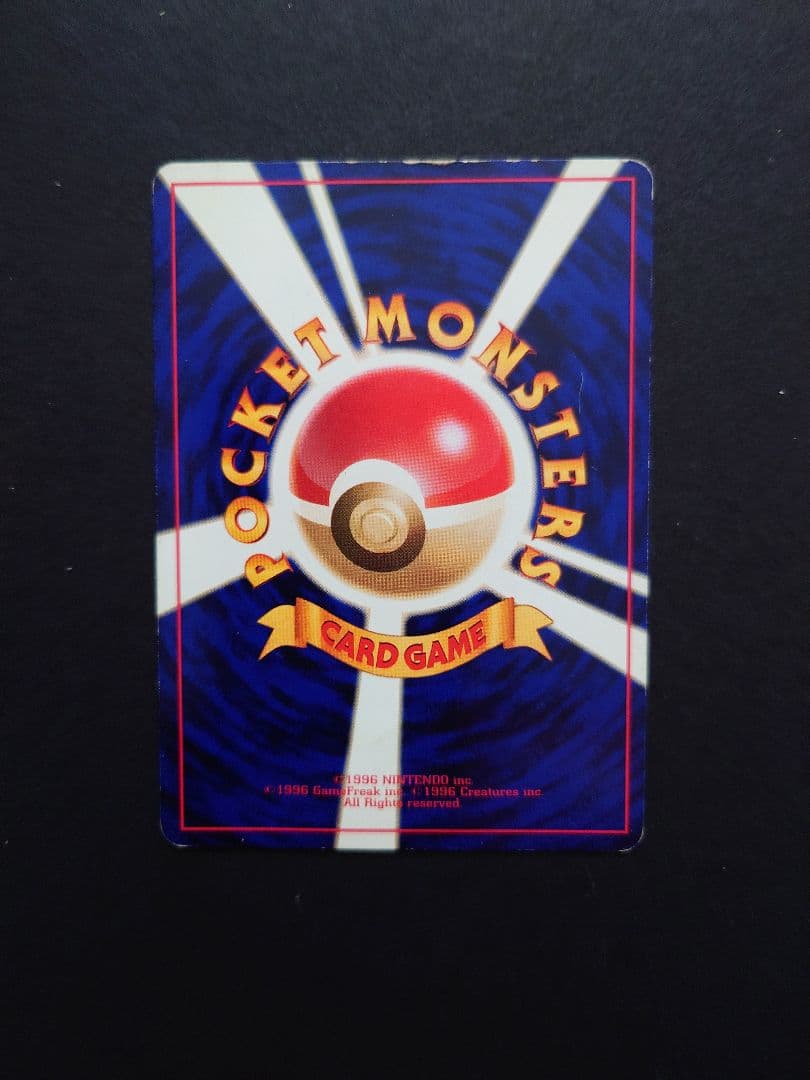 POCKET MONSTERS
CARD GAME
©1996 NINTENDO inc.
©1996 GameFreak inc. ©1996 Creatures inc.
All Rights reserved